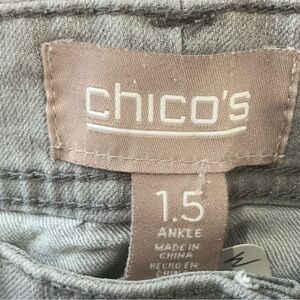 chico's
1.5
ANKLE
MADE IN
CHINA
HECHO EN